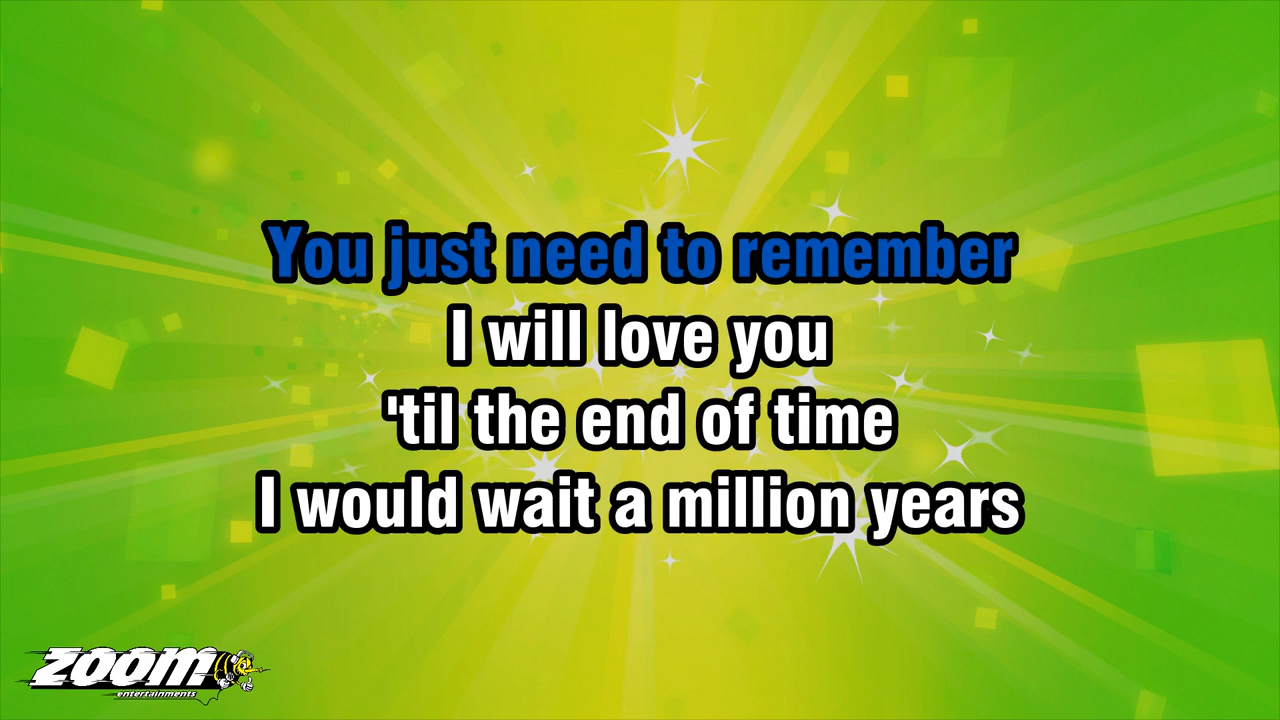 You just need to remember
I will love you
'til the end of time
I would wait a million years
ZOOM
entertainments